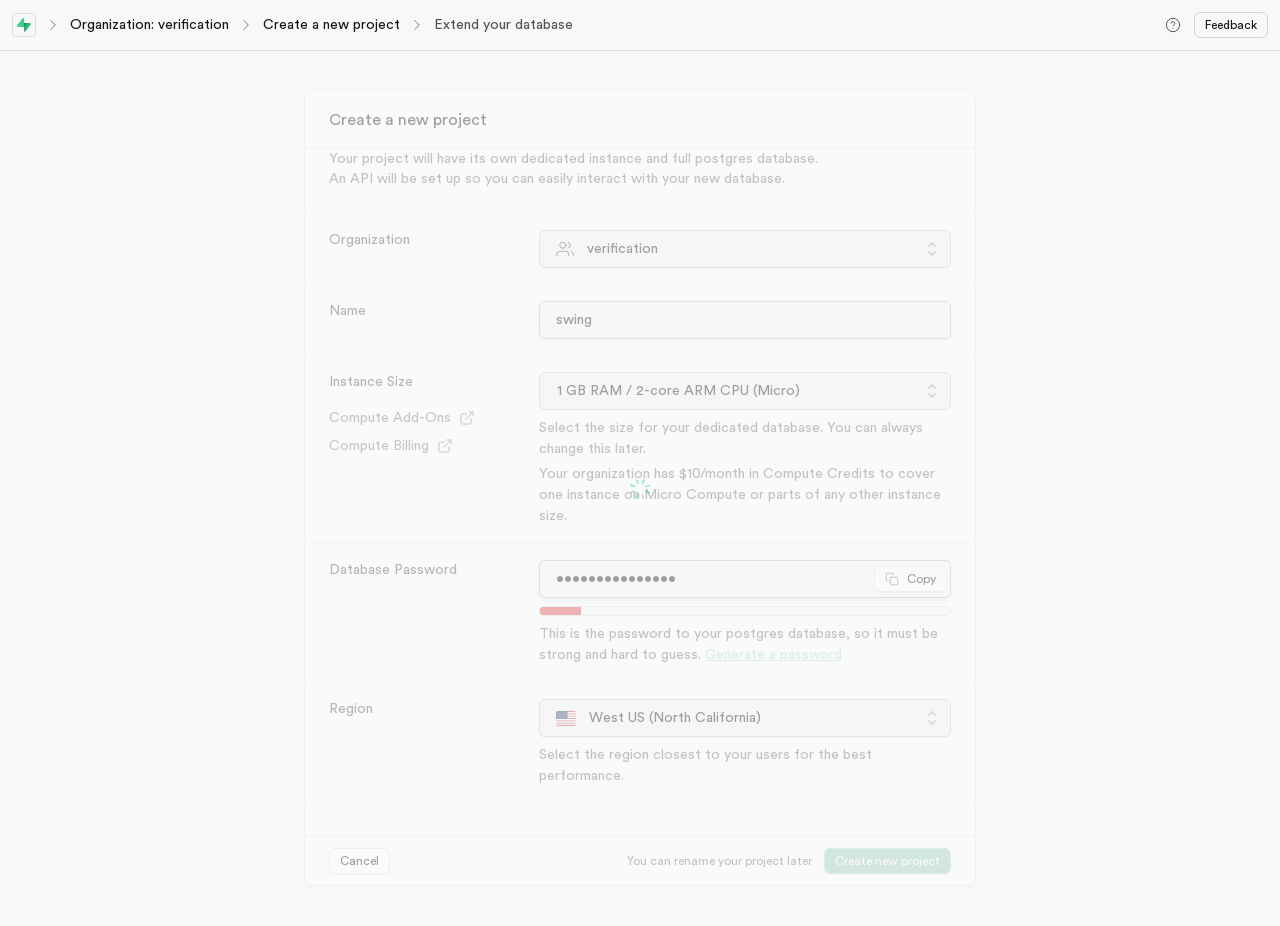 Organization: verification
Create a new project
Extend your database
Feedback
Create a new project
Your project will have its own dedicated instance and full postgres database.
An API will be set up so you can easily interact with your new database.
Organization
verification
Name
swing
Instance Size
1 GB RAM / 2-core ARM CPU (Micro)
Compute Add-Ons
Compute Billing
Select the size for your dedicated database. You can always
change this later.
Your organization has $10/month in Compute Credits to cover
one instance on Micro Compute or parts of any other instance
size.
Database Password
•••••••••••••••
Copy
This is the password to your postgres database, so it must be
strong and hard to guess. Generate a password
Region
West US (North California)
Select the region closest to your users for the best
performance.
Cancel
You can rename your project later
Create new project